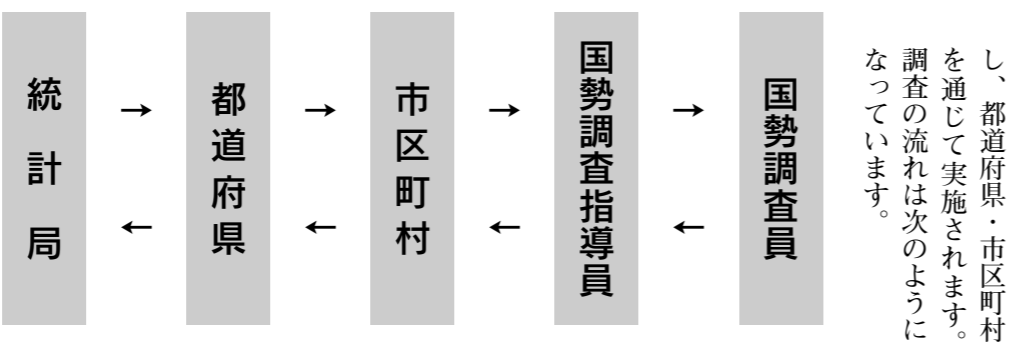 し、都道府県・市区町村
を通じて実施されます。
調査の流れは次のように
なっています。
国勢調査員
→
←
国勢調査指導員
→
←
市区町村
→
←
都道府県
→
←
統計局